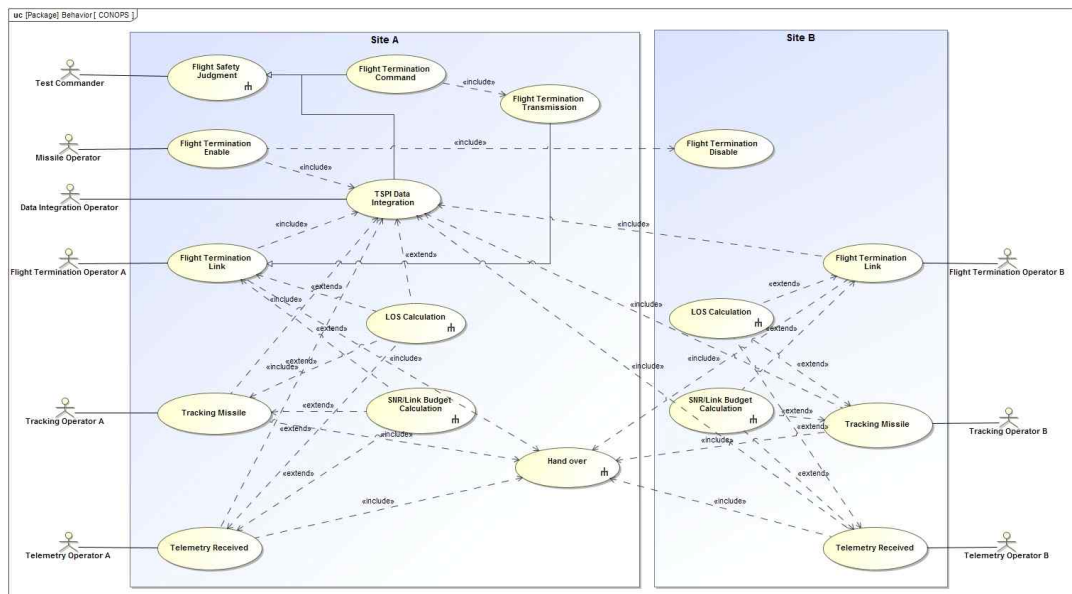 uc [Package] Behavior[ CONOPS ]
Site A
Site B
Test Commander
Flight Safety
Judgment
Flight Termination
Command
«include»
Flight Termination
Transmission
Missile Operator
Flight Termination
Enable
«include»
«include»
Flight Termination
Disable
Data Integration Operator
TSPI Data
Integration
«include»
«include»
Flight Termination Operator A
Flight Termination
Link
«extend»
Flight Termination
Link
Flight Termination Operator B
«extend»
«include»
«extend»
LOS Calculation
«include»
LOS Calculation
«extend»
«include»
«extend»
«include»
«extend»
«extend»
Tracking Operator A
Tracking Missile
«extend»
SNR/Link Budget
Calculation
SNR/Link Budget
Calculation
«extend»
Tracking Missile
Tracking Operator B
«extend»
«include»
«include»
«extend»
Hand over
«extend»
«extend»
«extend»
«include»
«include»
Telemetry Operator A
Telemetry Received
Telemetry Received
Telemetry Operator B